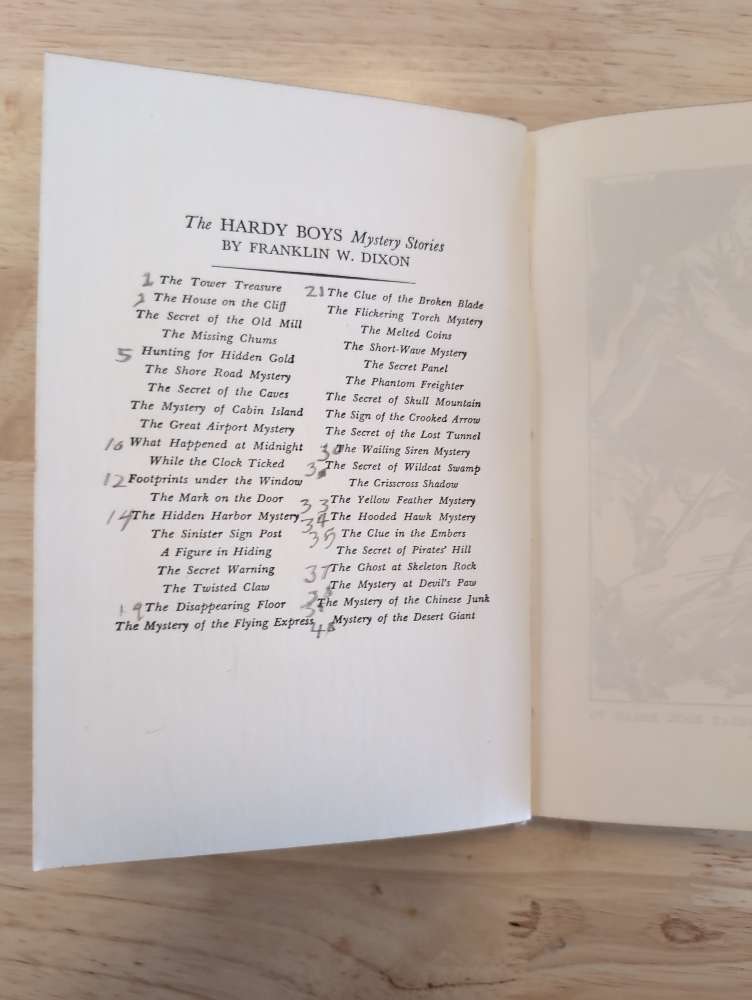 The HARDY BOYS Mystery Stories
BY FRANKLIN W. DIXON
1 The Tower Treasure
2 The House on the Cliff
The Secret of the Old Mill
The Missing Chums
5 Hunting for Hidden Gold
The Shore Road Mystery
The Secret of the Caves
The Mystery of Cabin Island
The Great Airport Mystery
10 What Happened at Midnight
While the Clock Ticked
12 Footprints under the Window
The Mark on the Door
14 The Hidden Harbor Mystery
The Sinister Sign Post
A Figure in Hiding
The Secret Warning
The Twisted Claw
19 The Disappearing Floor
The Mystery of the Flying Express
21 The Clue of the Broken Blade
The Flickering Torch Mystery
The Melted Coins
The Short-Wave Mystery
The Secret Panel
The Phantom Freighter
The Secret of Skull Mountain
The Sign of the Crooked Arrow
The Secret of the Lost Tunnel
30 The Wailing Siren Mystery
The Secret of Wildcat Swamp
The Crisscross Shadow
33 The Yellow Feather Mystery
34 The Hooded Hawk Mystery
35 The Clue in the Embers
The Secret of Pirates' Hill
37 The Ghost at Skeleton Rock
The Mystery at Devil's Paw
The Mystery of the Chinese Junk
Mystery of the Desert Giant